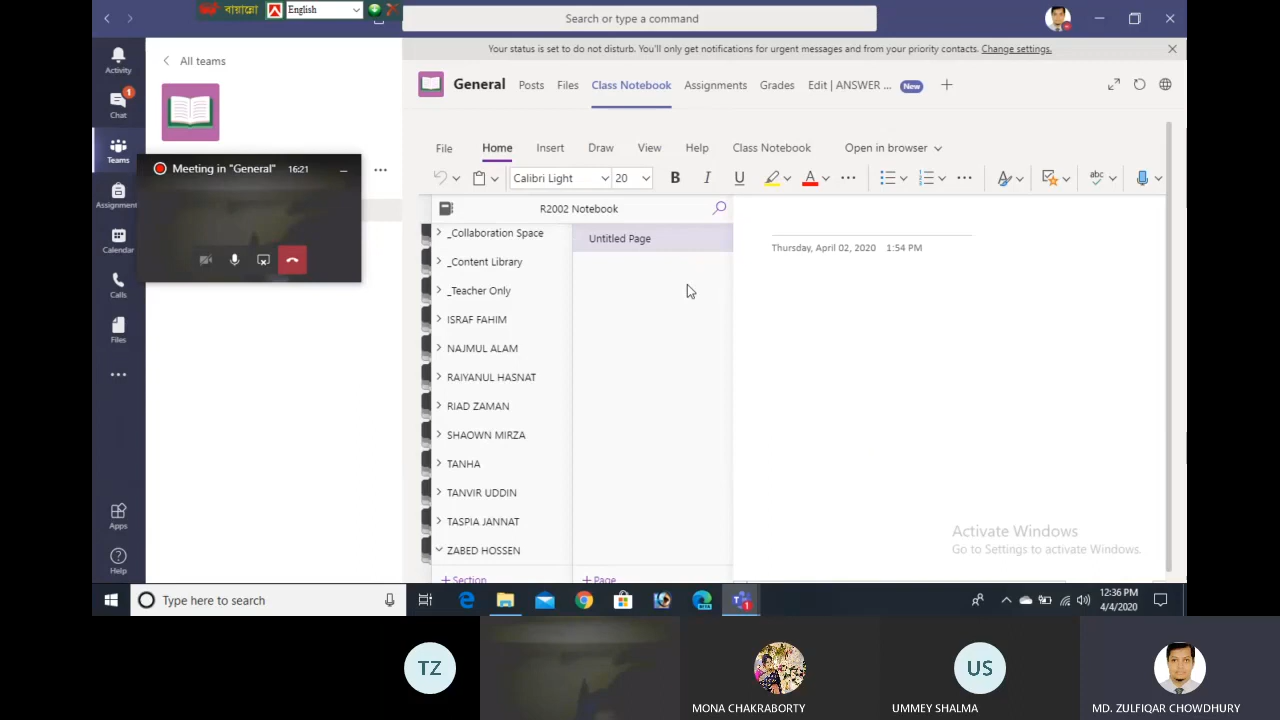 বায়ান্নো English
Search or type a command
Your status is set to do not disturb. You'll only get notifications for urgent messages and from your priority contacts. Change settings.
Activity
Chat
1
Teams
Assignment
Calendar
Calls
Files
Apps
Help
All teams
Meeting in "General" 16:21
General Posts Files Class Notebook Assignments Grades Edit | ANSWER ... New
File Home Insert Draw View Help Class Notebook Open in browser
Calibri Light 20 B I U A abc
R2002 Notebook
_Collaboration Space
_Content Library
_Teacher Only
ISRAF FAHIM
NAJMUL ALAM
RAIYANUL HASNAT
RIAD ZAMAN
SHAOWN MIRZA
TANHA
TANVIR UDDIN
TASPIA JANNAT
ZABED HOSSEN
+ Section
Untitled Page
+ Page
Thursday, April 02, 2020 1:54 PM
Activate Windows
Go to Settings to activate Windows.
Type here to search
1
12:36 PM
4/4/2020
TZ
MONA CHAKRABORTY
US
UMMEY SHALMA
MD. ZULFIQAR CHOWDHURY